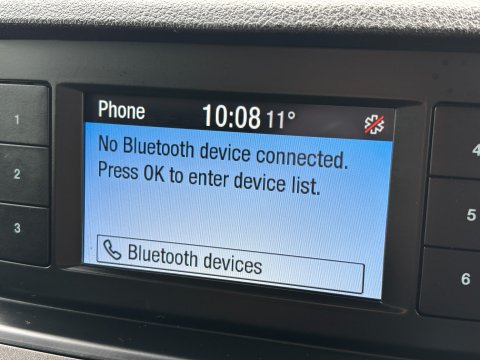 Phone 10:08 11°
No Bluetooth device connected.
Press OK to enter device list.
Bluetooth devices
1
2
3
4
5
6